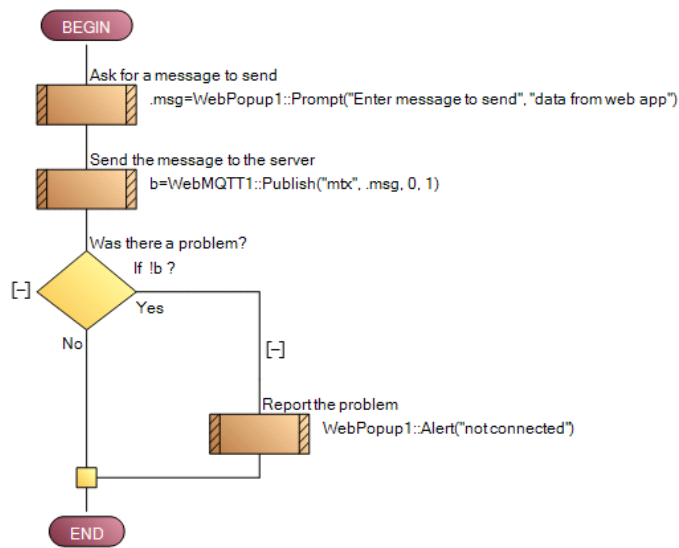 BEGIN
Ask for a message to send
.msg=WebPopup1::Prompt("Enter message to send", "data from web app")
Send the message to the server
b=WebMQTT1::Publish("mtx", .msg, 0, 1)
Was there a problem?
If !b ?
[–]
Yes
No
[–]
Report the problem
WebPopup1::Alert("not connected")
END